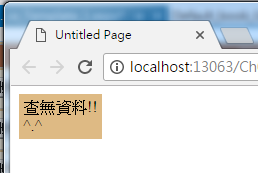 Untitled Page
localhost:13063/Ch
查無資料!!
^.^